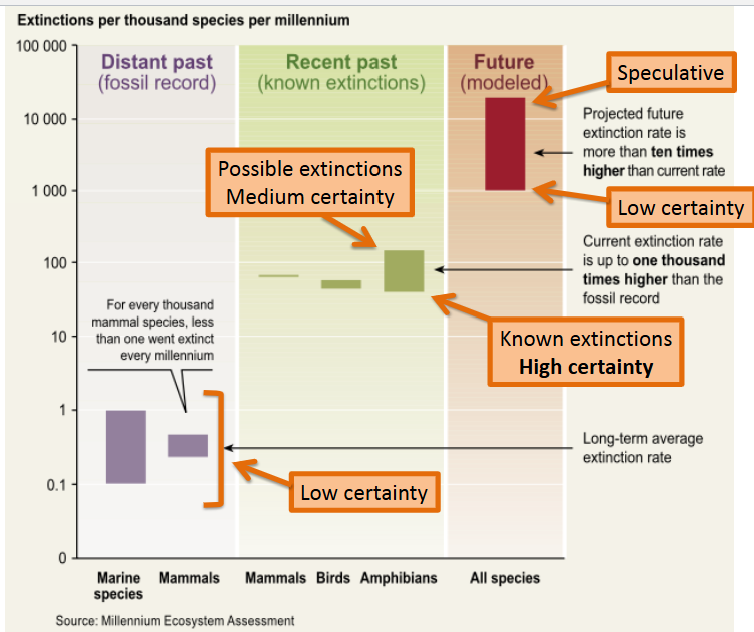 Extinctions per thousand species per millennium
100 000
10 000
1 000
100
10
1
0.1
0
Distant past
(fossil record)
Recent past
(known extinctions)
Future
(modeled)
Speculative
Projected future
extinction rate is
more than ten times
higher than current rate
Possible extinctions
Medium certainty
Low certainty
Current extinction rate
is up to one thousand
times higher than the
fossil record
For every thousand
mammal species, less
than one went extinct
every millennium
Known extinctions
High certainty
Long-term average
extinction rate
Low certainty
Marine
species
Mammals
Mammals
Birds
Amphibians
All species
Source: Millennium Ecosystem Assessment